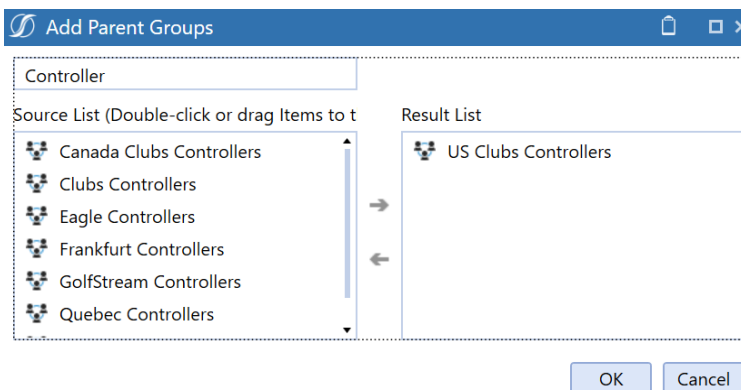 Add Parent Groups
Controller
Source List (Double-click or drag Items to t
Result List
Canada Clubs Controllers
Clubs Controllers
Eagle Controllers
Frankfurt Controllers
GolfStream Controllers
Quebec Controllers
US Clubs Controllers
OK
Cancel